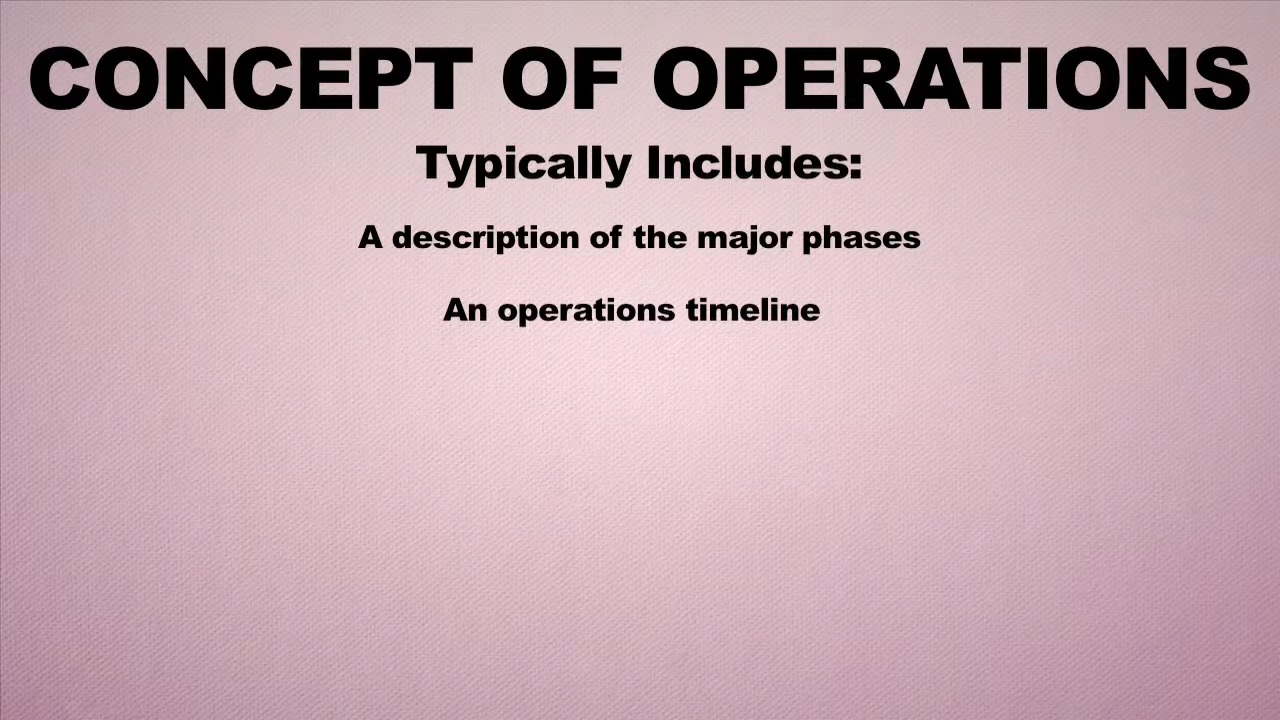 CONCEPT OF OPERATIONS
Typically Includes:
A description of the major phases
An operations timeline